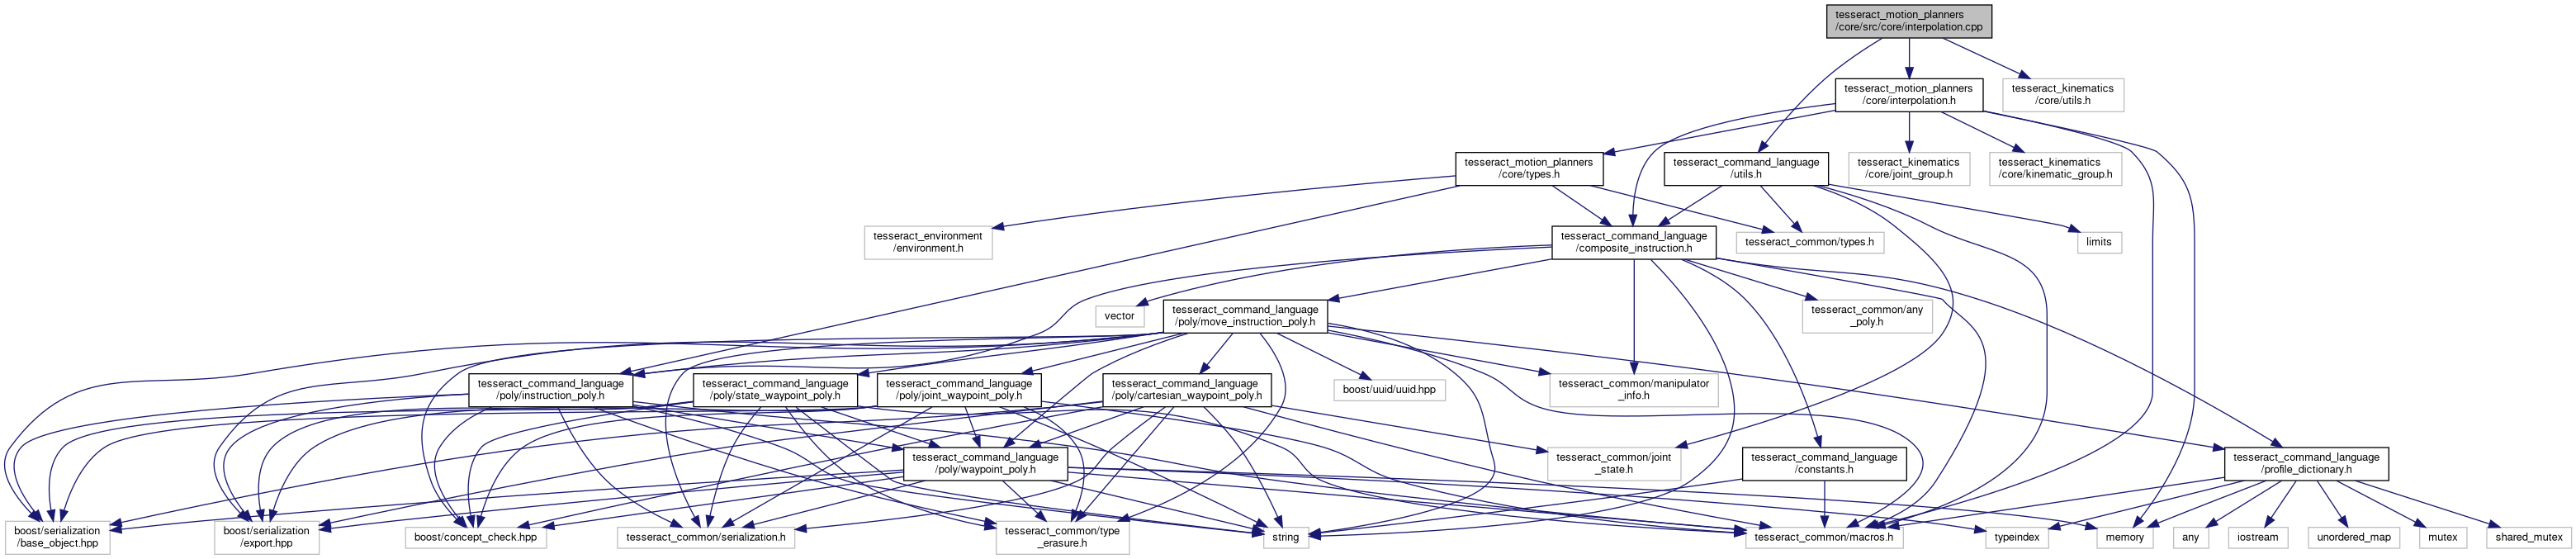 tesseract_motion_planners
/core/src/core/interpolation.cpp
tesseract_motion_planners
/core/interpolation.h
tesseract_kinematics
/core/utils.h
tesseract_motion_planners
/core/types.h
tesseract_command_language
/utils.h
tesseract_kinematics
/core/joint_group.h
tesseract_kinematics
/core/kinematic_group.h
tesseract_environment
/environment.h
tesseract_command_language
/composite_instruction.h
tesseract_common/types.h
limits
vector
tesseract_command_language
/poly/move_instruction_poly.h
tesseract_common/any
_poly.h
tesseract_command_language
/poly/instruction_poly.h
tesseract_command_language
/poly/state_waypoint_poly.h
tesseract_command_language
/poly/joint_waypoint_poly.h
tesseract_command_language
/poly/cartesian_waypoint_poly.h
boost/uuid/uuid.hpp
tesseract_common/manipulator
_info.h
tesseract_command_language
/poly/waypoint_poly.h
tesseract_common/joint
_state.h
tesseract_command_language
/constants.h
tesseract_command_language
/profile_dictionary.h
boost/serialization
/base_object.hpp
boost/serialization
/export.hpp
boost/concept_check.hpp
tesseract_common/serialization.h
tesseract_common/type
_erasure.h
string
tesseract_common/macros.h
typeindex
memory
any
iostream
unordered_map
mutex
shared_mutex